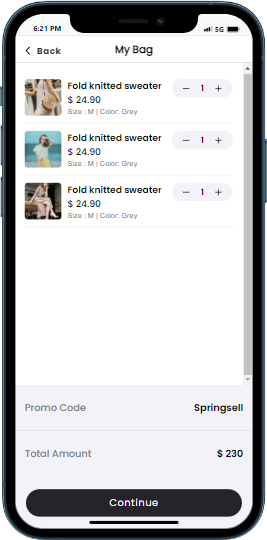 6:21 PM 5G
Back My Bag
Fold knitted sweater
$ 24.90 − 1 +
Size : M | Color: Grey
Fold knitted sweater
$ 24.90 − 1 +
Size : M | Color: Grey
Fold knitted sweater
$ 24.90 − 1 +
Size : M | Color: Grey
Promo Code Springsell
Total Amount $ 230
Continue